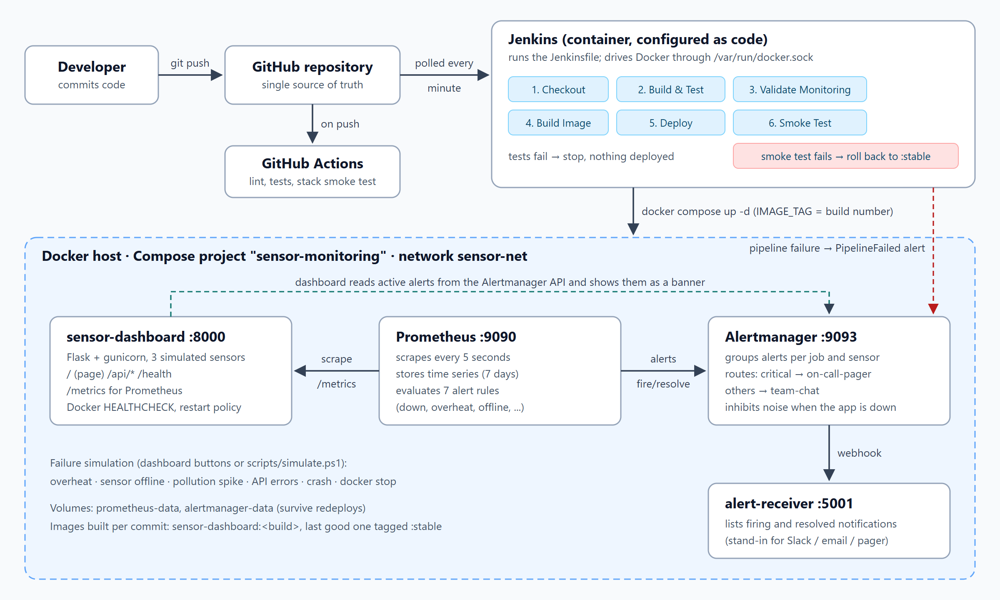 Developer
commits code
git push
GitHub repository
single source of truth
polled every
minute
on push
GitHub Actions
lint, tests, stack smoke test
Jenkins (container, configured as code)
runs the Jenkinsfile; drives Docker through /var/run/docker.sock
1. Checkout
2. Build & Test
3. Validate Monitoring
4. Build Image
5. Deploy
6. Smoke Test
tests fail → stop, nothing deployed
smoke test fails → roll back to :stable
docker compose up -d (IMAGE_TAG = build number)
pipeline failure → PipelineFailed alert
Docker host · Compose project "sensor-monitoring" · network sensor-net
dashboard reads active alerts from the Alertmanager API and shows them as a banner
sensor-dashboard :8000
Flask + gunicorn, 3 simulated sensors
/ (page) /api/* /health
/metrics for Prometheus
Docker HEALTHCHECK, restart policy
scrape
/metrics
Prometheus :9090
scrapes every 5 seconds
stores time series (7 days)
evaluates 7 alert rules
(down, overheat, offline, ...)
alerts
fire/resolve
Alertmanager :9093
groups alerts per job and sensor
routes: critical → on-call-pager
others → team-chat
inhibits noise when the app is down
webhook
alert-receiver :5001
lists firing and resolved notifications
(stand-in for Slack / email / pager)
Failure simulation (dashboard buttons or scripts/simulate.ps1):
overheat · sensor offline · pollution spike · API errors · crash · docker stop
Volumes: prometheus-data, alertmanager-data (survive redeploys)
Images built per commit: sensor-dashboard:<build>, last good one tagged :stable